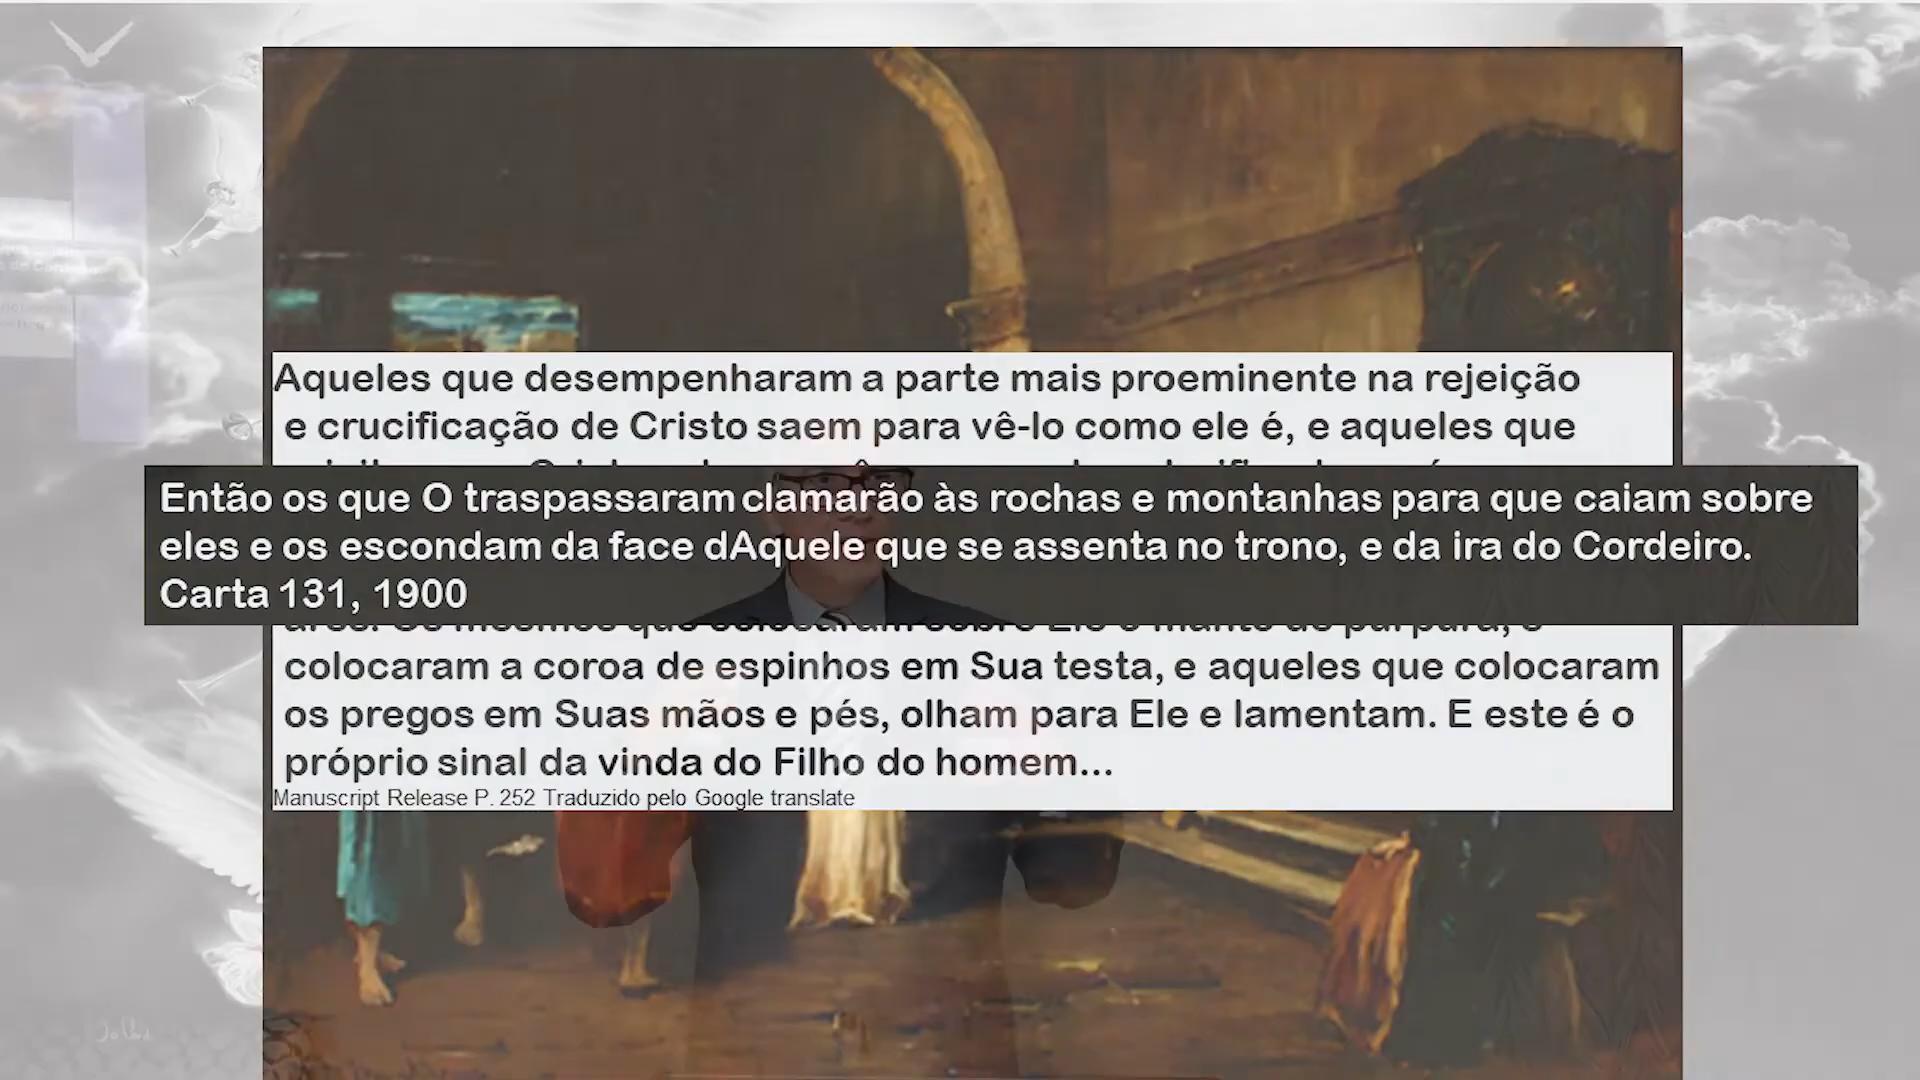 Aqueles que desempenharam a parte mais proeminente na rejeição
e crucificação de Cristo saem para vê-lo como ele é, e aqueles que
Então os que O traspassaram clamarão às rochas e montanhas para que caiam sobre
eles e os escondam da face dAquele que se assenta no trono, e da ira do Cordeiro.
Carta 131, 1900
colocaram a coroa de espinhos em Sua testa, e aqueles que colocaram
os pregos em Suas mãos e pés, olham para Ele e lamentam. E este é o
próprio sinal da vinda do Filho do homem...
Manuscript Release P. 252 Traduzido pelo Google translate